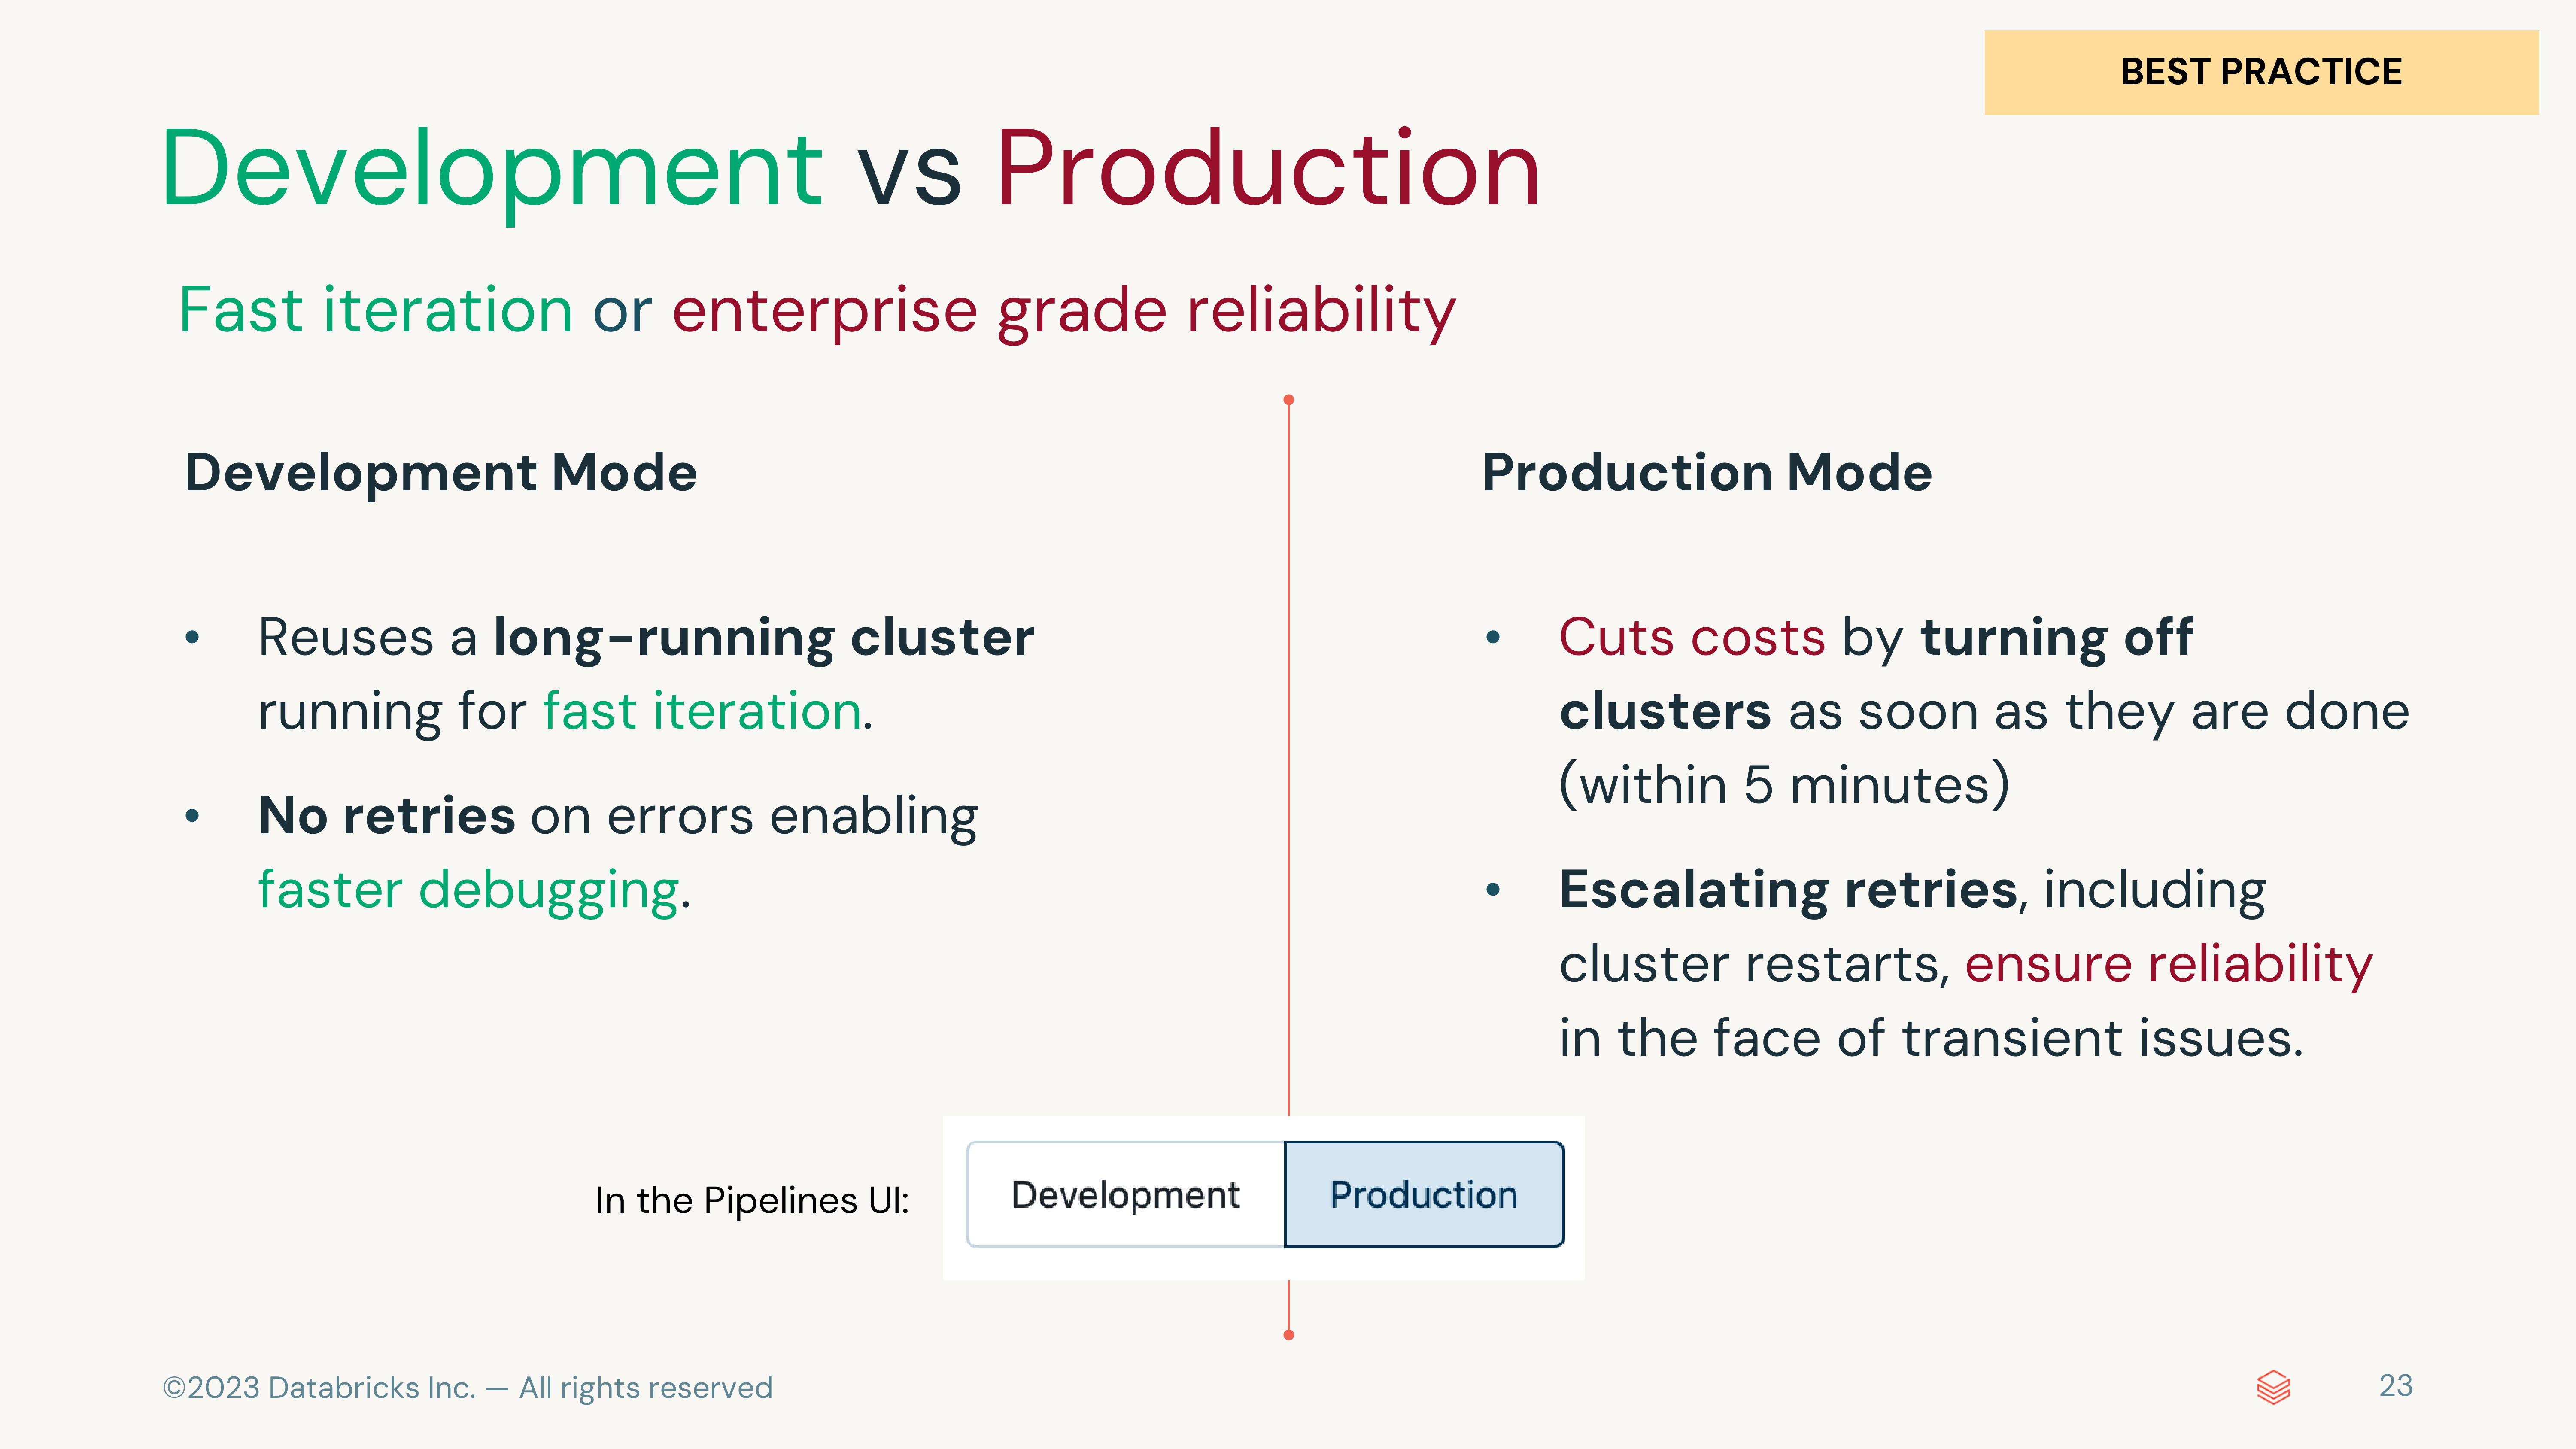 BEST PRACTICE
Development vs Production
Fast iteration or enterprise grade reliability
Development Mode
• Reuses a long-running cluster
running for fast iteration.
• No retries on errors enabling
faster debugging.
Production Mode
• Cuts costs by turning off
clusters as soon as they are done
(within 5 minutes)
• Escalating retries, including
cluster restarts, ensure reliability
in the face of transient issues.
In the Pipelines UI:
Development
Production
©2023 Databricks Inc. — All rights reserved
23